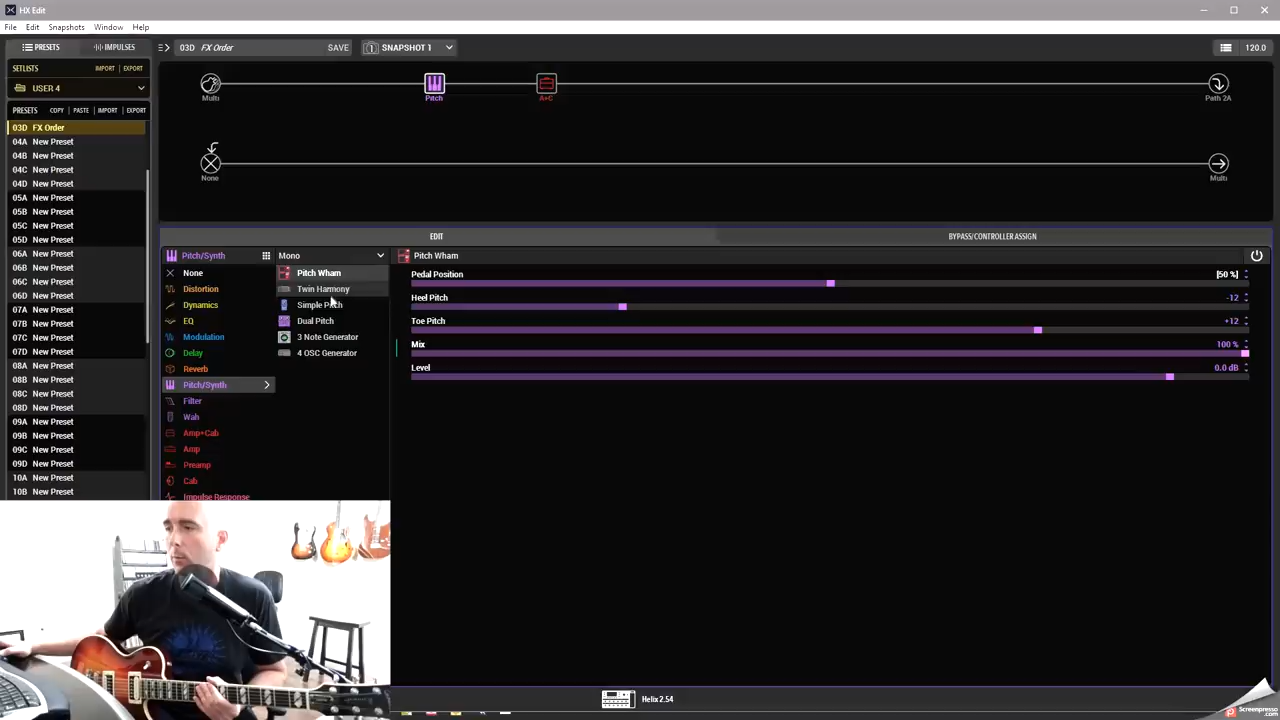 HX Edit
File Edit Snapshots Window Help
PRESETS IMPULSES
03D FX Order SAVE
SNAPSHOT 1
120.0
SETLISTS IMPORT EXPORT
USER 4
PRESETS COPY PASTE IMPORT EXPORT
03D FX Order
04A New Preset
04B New Preset
04C New Preset
04D New Preset
05A New Preset
05B New Preset
05C New Preset
05D New Preset
06A New Preset
06B New Preset
06C New Preset
06D New Preset
07A New Preset
07B New Preset
07C New Preset
07D New Preset
08A New Preset
08B New Preset
08C New Preset
08D New Preset
09A New Preset
09B New Preset
09C New Preset
09D New Preset
10A New Preset
10B New Preset
Multi Pitch A+C Path 2A
None Multi
EDIT BYPASS/CONTROLLER ASSIGN
Pitch/Synth
None
Distortion
Dynamics
EQ
Modulation
Delay
Reverb
Pitch/Synth
Filter
Wah
Amp+Cab
Amp
Preamp
Cab
Impulse Response
Mono
Pitch Wham
Twin Harmony
Simple Pitch
Dual Pitch
3 Note Generator
4 OSC Generator
Pitch Wham
Pedal Position [50 %]
Heel Pitch -12
Toe Pitch +12
Mix 100 %
Level 0.0 dB
Helix 2.54
Screenpresso
.com